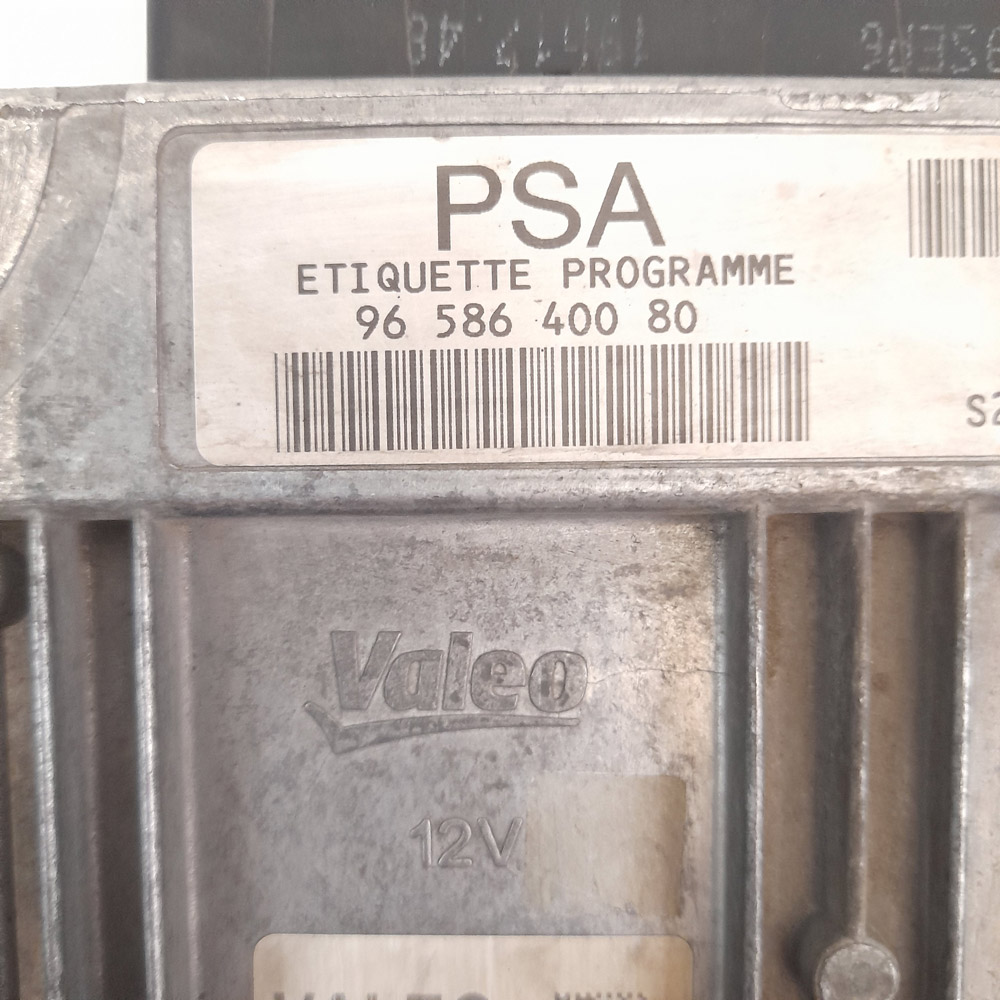 PSA
ETIQUETTE PROGRAMME
96 586 400 80
Valeo
12V